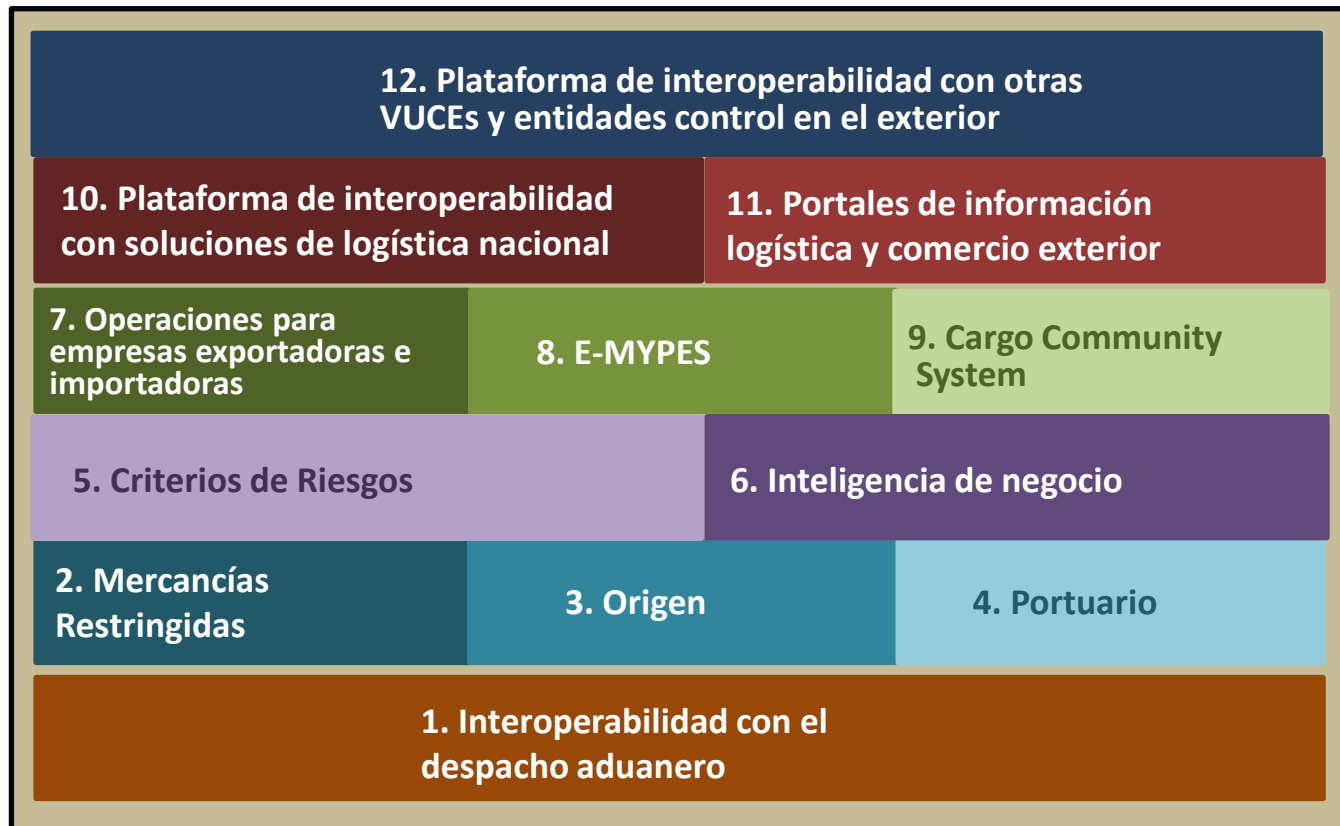 12. Plataforma de interoperabilidad con otras
VUCEs y entidades control en el exterior
10. Plataforma de interoperabilidad
con soluciones de logística nacional
11. Portales de información
logística y comercio exterior
7. Operaciones para
empresas exportadoras e
importadoras
8. E-MYPES
9. Cargo Community
System
5. Criterios de Riesgos
6. Inteligencia de negocio
2. Mercancías
Restringidas
3. Origen
4. Portuario
1. Interoperabilidad con el
despacho aduanero